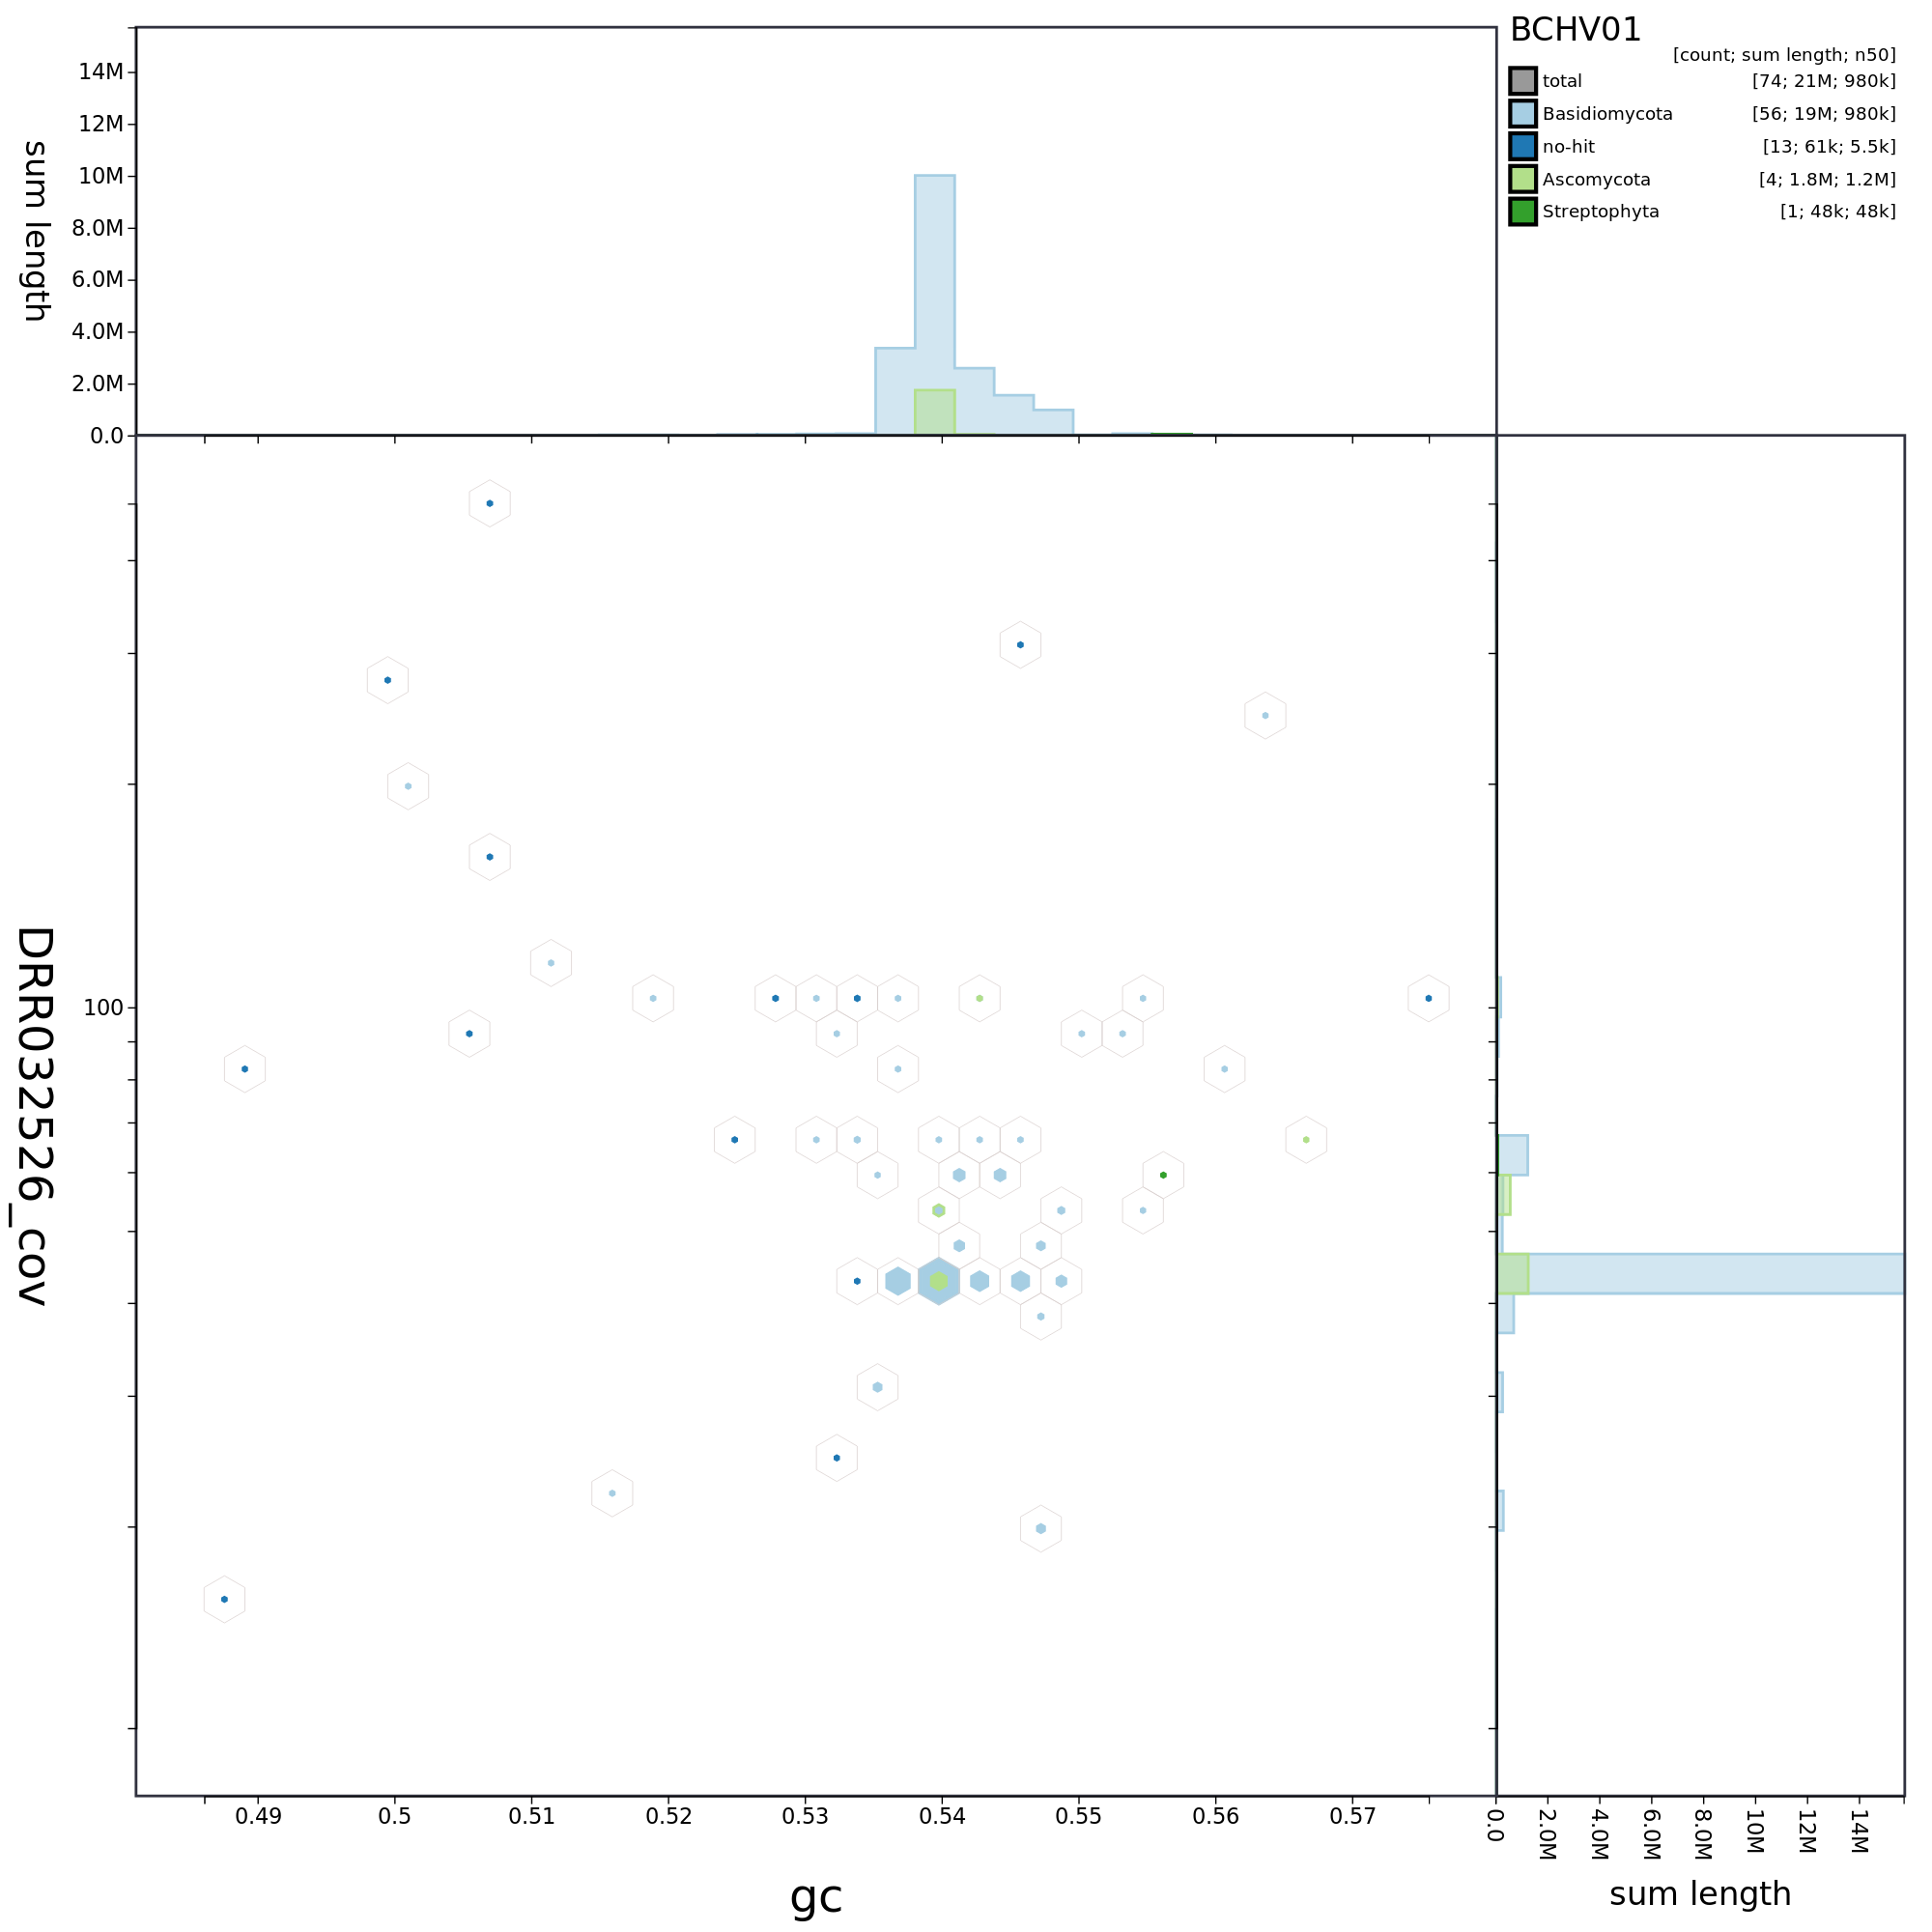 BCHV01
[count; sum length; n50]
total [74; 21M; 980k]
Basidiomycota [56; 19M; 980k]
no-hit [13; 61k; 5.5k]
Ascomycota [4; 1.8M; 1.2M]
Streptophyta [1; 48k; 48k]
sum length
14M
12M
10M
8.0M
6.0M
4.0M
2.0M
0.0
DRR032526_cov
100
0.49 0.5 0.51 0.52 0.53 0.54 0.55 0.56 0.57
gc
0.0 2.0M 4.0M 6.0M 8.0M 10M 12M 14M
sum length